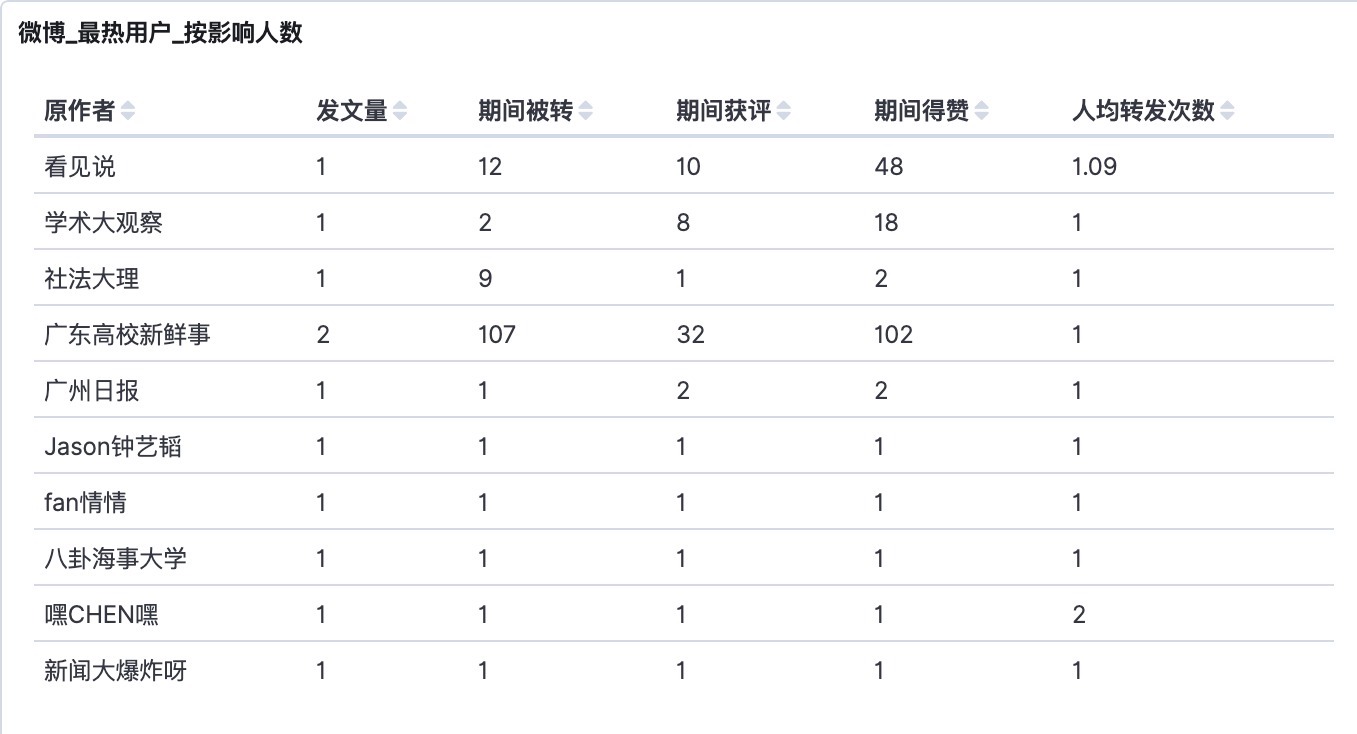 微博_最热用户_按影响人数
原作者 发文量 期间被转 期间获评 期间得赞 人均转发次数
看见说 1 12 10 48 1.09
学术大观察 1 2 8 18 1
社法大理 1 9 1 2 1
广东高校新鲜事 2 107 32 102 1
广州日报 1 1 2 2 1
Jason钟艺韬 1 1 1 1 1
fan情情 1 1 1 1 1
八卦海事大学 1 1 1 1 1
嘿CHEN嘿 1 1 1 1 2
新闻大爆炸呀 1 1 1 1 1